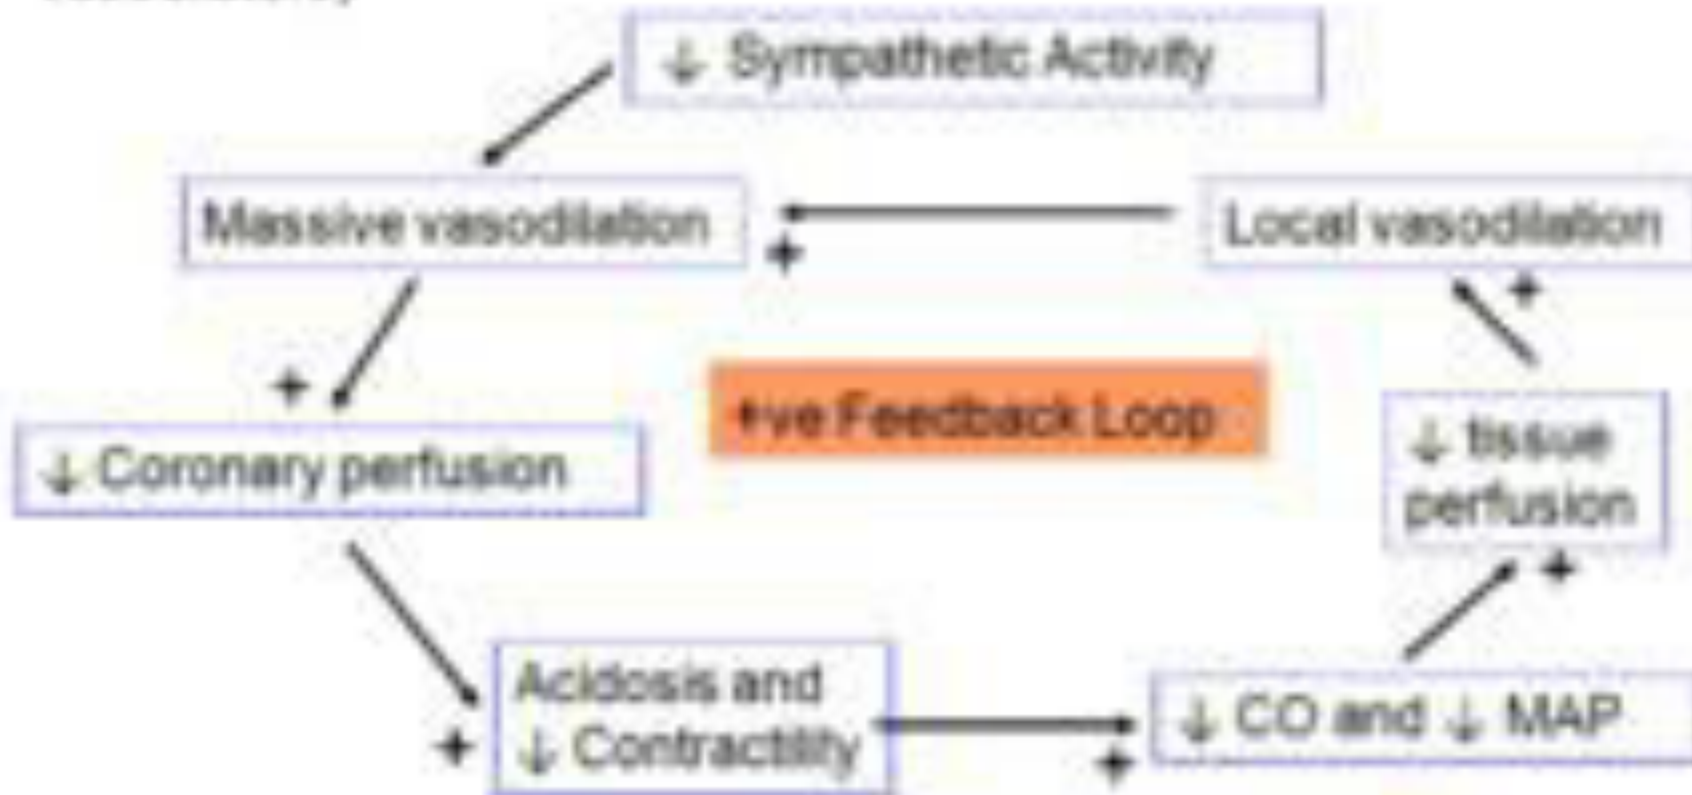 ↓ Sympathetic Activity
Massive vasodilation
+
Local vasodilation
+
+
+ve Feedback Loop
↓ Coronary perfusion
↓ tissue
perfusion
+
Acidosis and
↓ Contractility
+
+
↓ CO and ↓ MAP